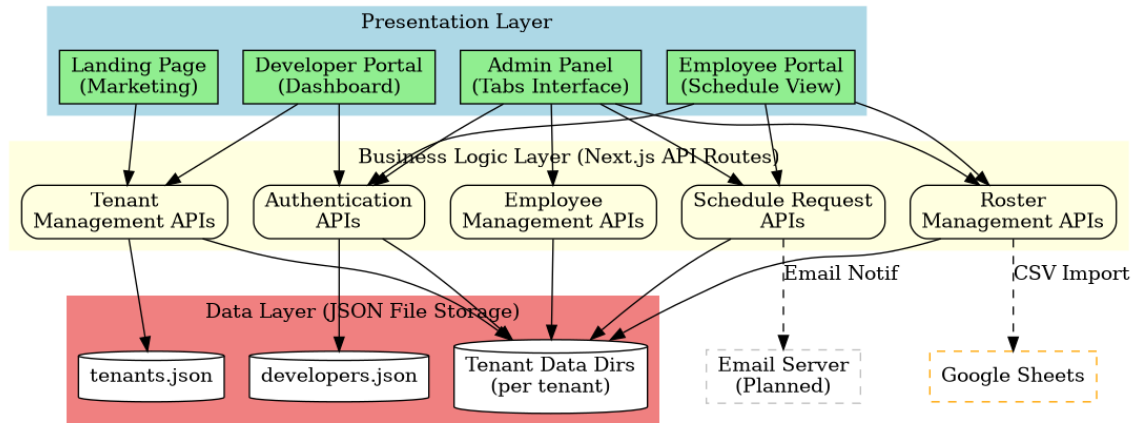 Presentation Layer
Landing Page
(Marketing)
Developer Portal
(Dashboard)
Admin Panel
(Tabs Interface)
Employee Portal
(Schedule View)
Business Logic Layer (Next.js API Routes)
Tenant
Management APIs
Authentication
APIs
Employee
Management APIs
Schedule Request
APIs
Roster
Management APIs
Email Notif
CSV Import
Data Layer (JSON File Storage)
tenants.json
developers.json
Tenant Data Dirs
(per tenant)
Email Server
(Planned)
Google Sheets